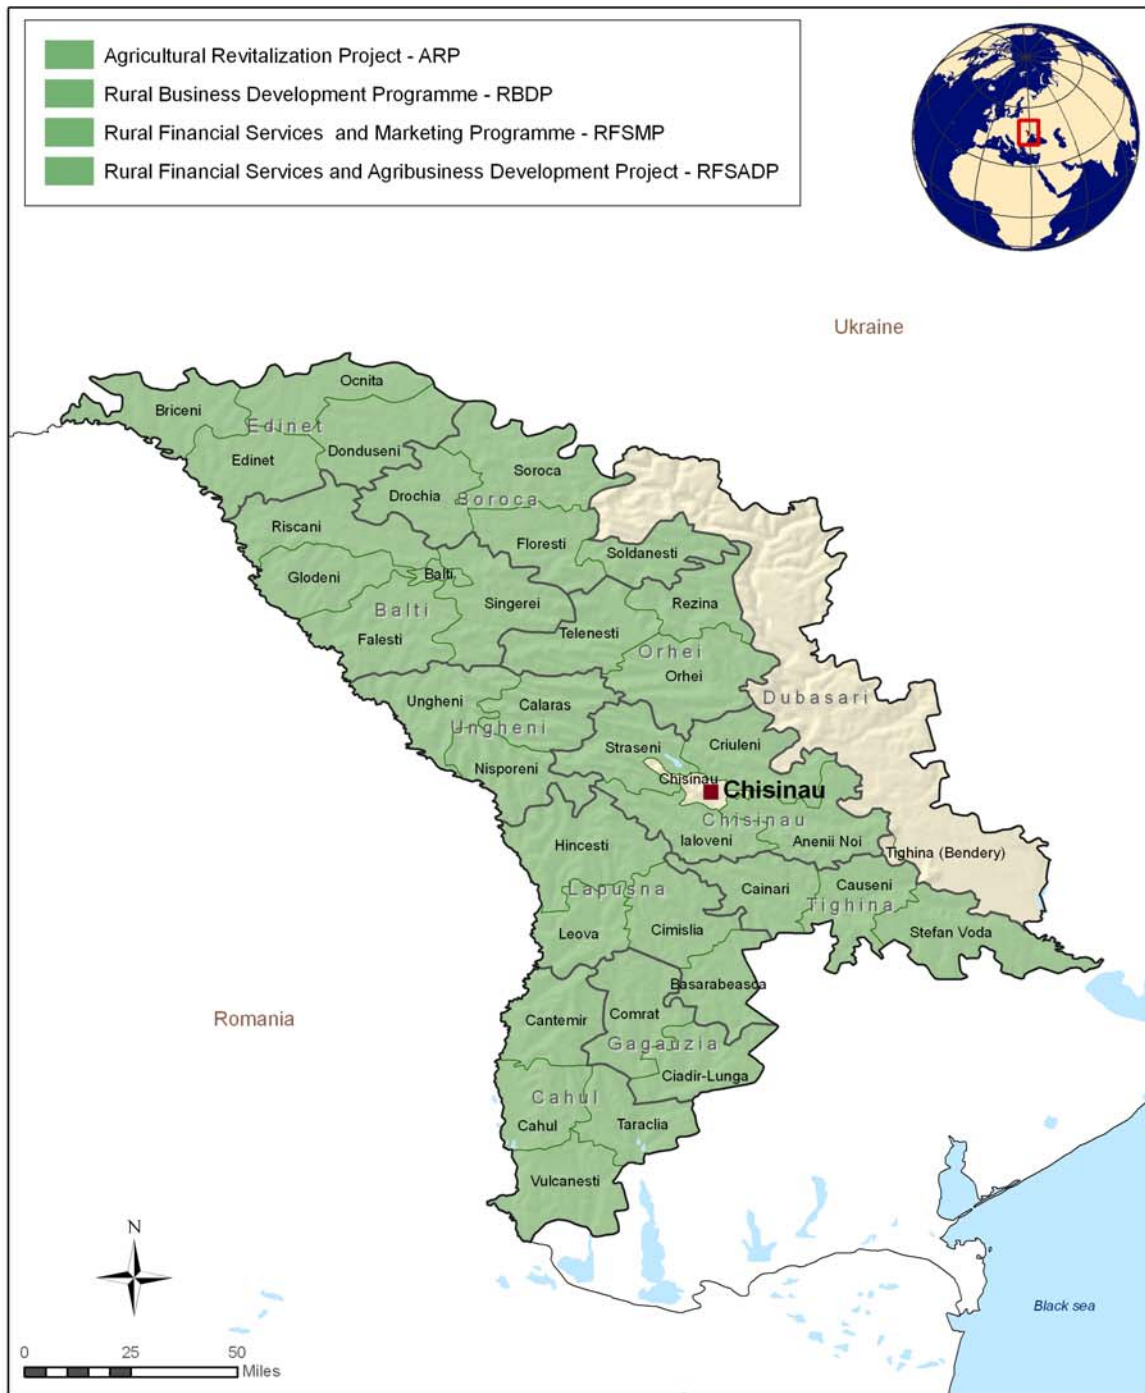 Agricultural Revitalization Project - ARP
Rural Business Development Programme - RBDP
Rural Financial Services and Marketing Programme - RFSMP
Rural Financial Services and Agribusiness Development Project - RFSADP
Ukraine
Ocnita
Briceni
Edinet
Donduseni
Edinet
Soroca
Drochia
Boroca
Riscani
Floresti
Soldanesti
Glodeni
Balti
Singerei
Rezina
Balti
Falesti
Telenesti
Orhei
Orhei
Dubasari
Ungheni
Calaras
Ungheni
Straseni
Criuleni
Nisporeni
Chisinau
Chisinau
Chisinau
Hincesti
Ialoveni
Anenii Noi
Tighina (Bendery)
Lapusna
Cainari
Causeni
Tighina
Leova
Cimislia
Stefan Voda
Basarabeasca
Romania
Cantemir
Comrat
Gagauzia
Ciadir-Lunga
Cahul
Cahul
Taraclia
Vulcanesti
N
Black sea
0 25 50
Miles